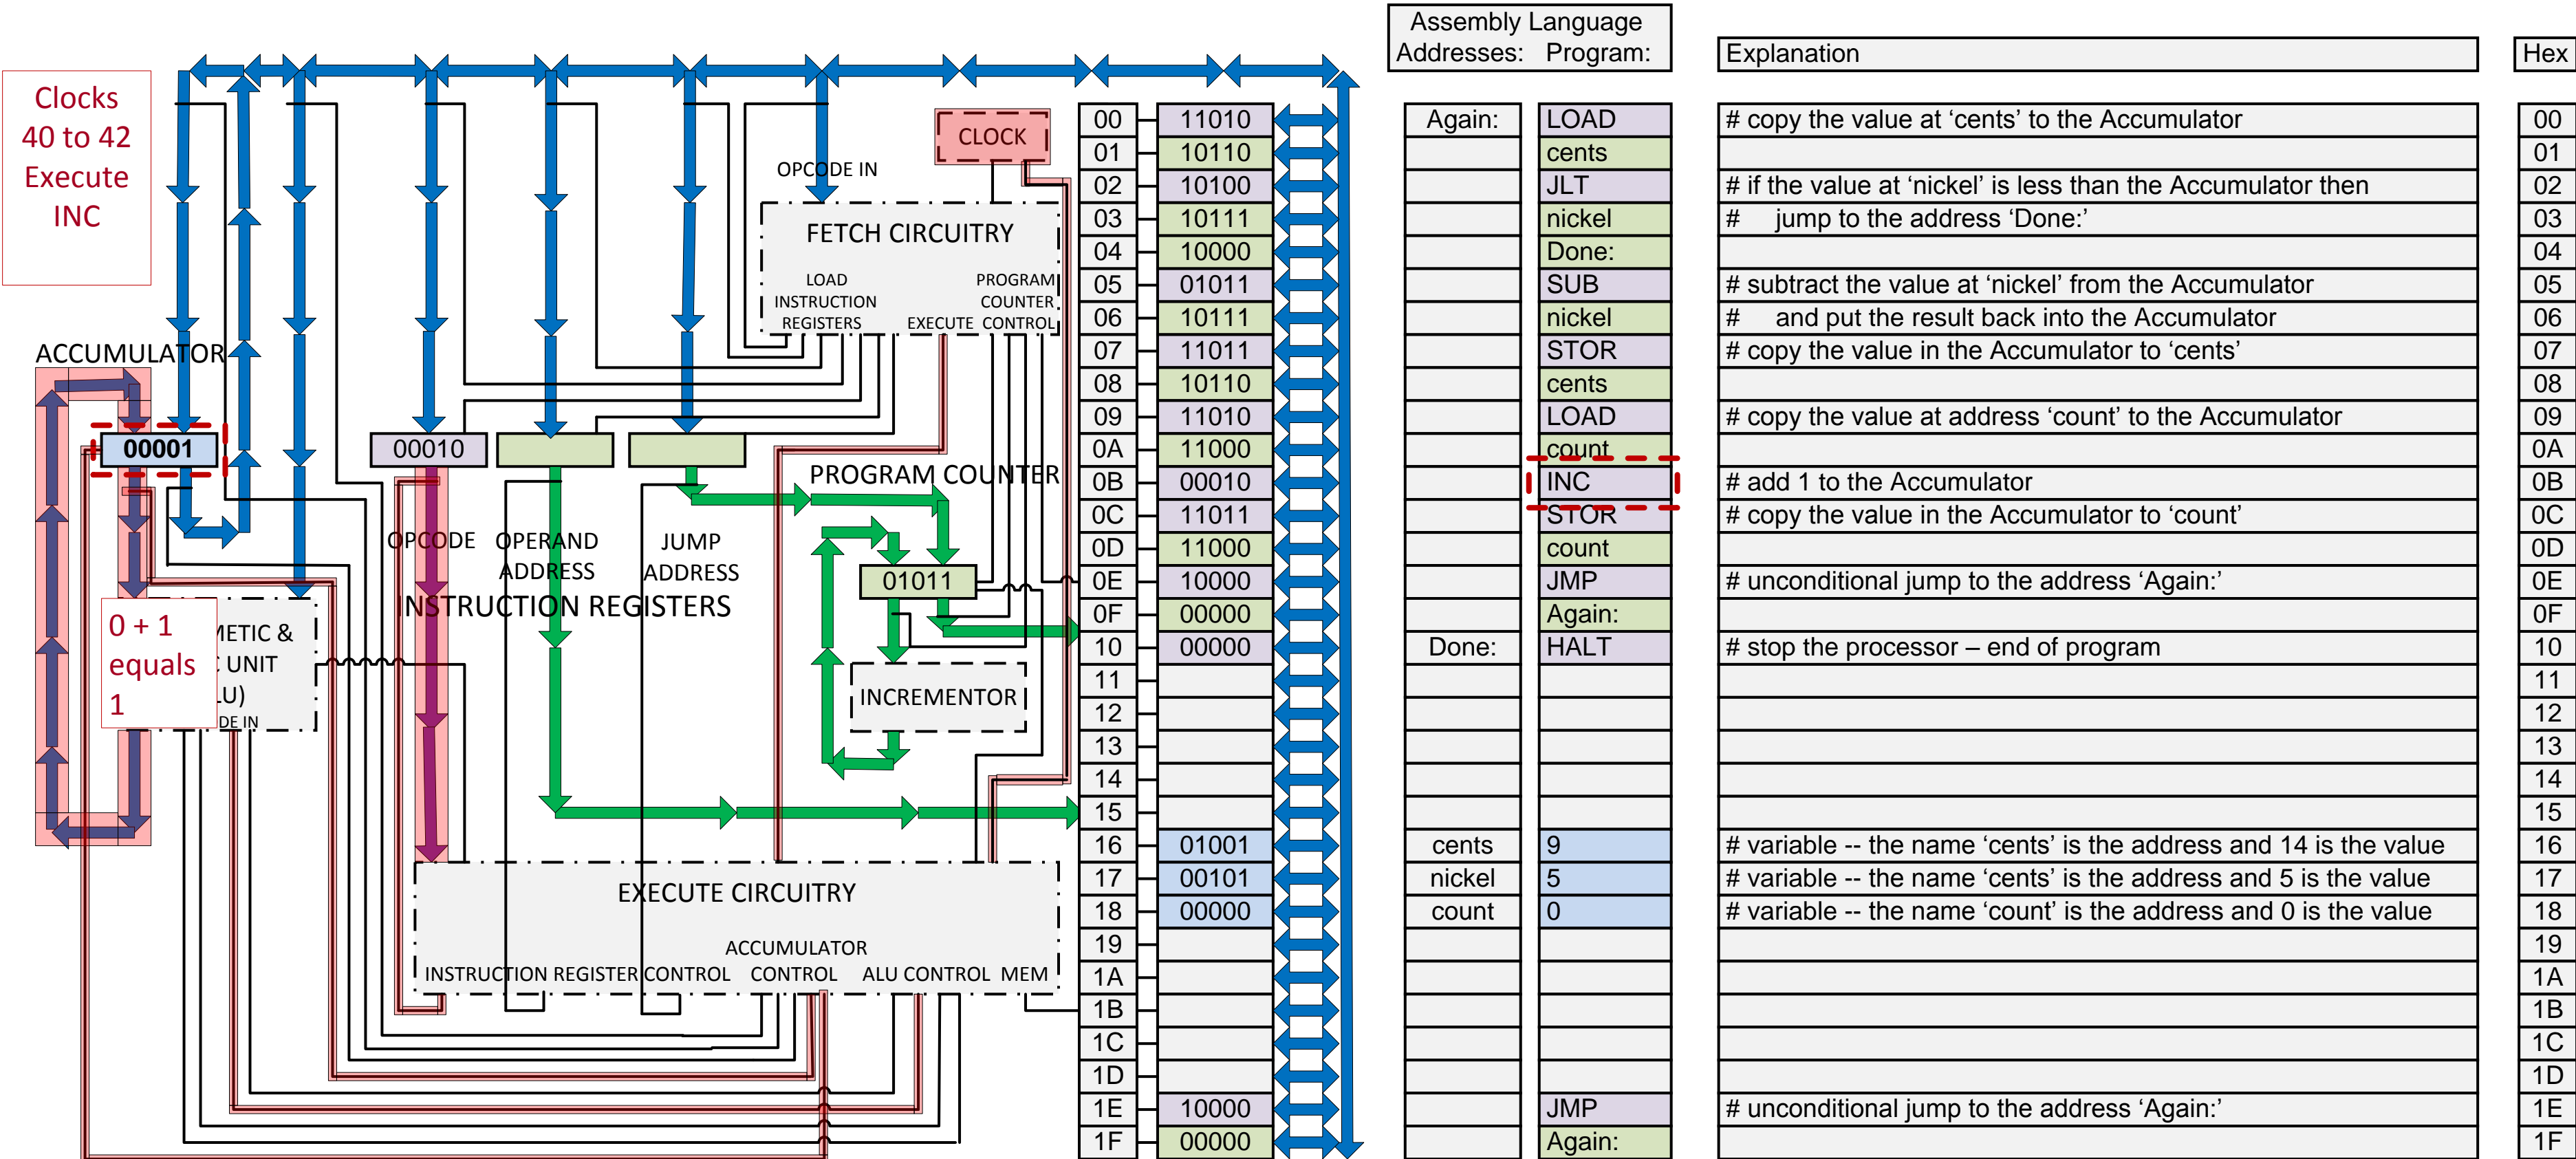 Assembly Language
Addresses: Program:
Explanation
Hex
Clocks
40 to 42
Execute
INC
CLOCK
OPCODE IN
FETCH CIRCUITRY
LOAD
INSTRUCTION
REGISTERS
EXECUTE
PROGRAM
COUNTER
CONTROL
ACCUMULATOR
00001
00010
PROGRAM COUNTER
OPCODE
OPERAND
ADDRESS
JUMP
ADDRESS
INSTRUCTION REGISTERS
01011
INCREMENTOR
0 + 1
equals
1
METIC &
UNIT
LU)
DE IN
EXECUTE CIRCUITRY
INSTRUCTION REGISTER CONTROL
ACCUMULATOR
CONTROL
ALU CONTROL
MEM
00 11010 Again: LOAD # copy the value at ‘cents’ to the Accumulator 00
01 10110 cents 01
02 10100 JLT # if the value at ‘nickel’ is less than the Accumulator then 02
03 10111 nickel # jump to the address ‘Done:’ 03
04 10000 Done: 04
05 01011 SUB # subtract the value at ‘nickel’ from the Accumulator 05
06 10111 nickel # and put the result back into the Accumulator 06
07 11011 STOR # copy the value in the Accumulator to ‘cents’ 07
08 10110 cents 08
09 11010 LOAD # copy the value at address ‘count’ to the Accumulator 09
0A 11000 count 0A
0B 00010 INC # add 1 to the Accumulator 0B
0C 11011 STOR # copy the value in the Accumulator to ‘count’ 0C
0D 11000 count 0D
0E 10000 JMP # unconditional jump to the address ‘Again:’ 0E
0F 00000 Again: 0F
10 00000 Done: HALT # stop the processor – end of program 10
11 11
12 12
13 13
14 14
15 15
16 01001 cents 9 # variable -- the name ‘cents’ is the address and 14 is the value 16
17 00101 nickel 5 # variable -- the name ‘cents’ is the address and 5 is the value 17
18 00000 count 0 # variable -- the name ‘count’ is the address and 0 is the value 18
19 19
1A 1A
1B 1B
1C 1C
1D 1D
1E 10000 JMP # unconditional jump to the address ‘Again:’ 1E
1F 00000 Again: 1F